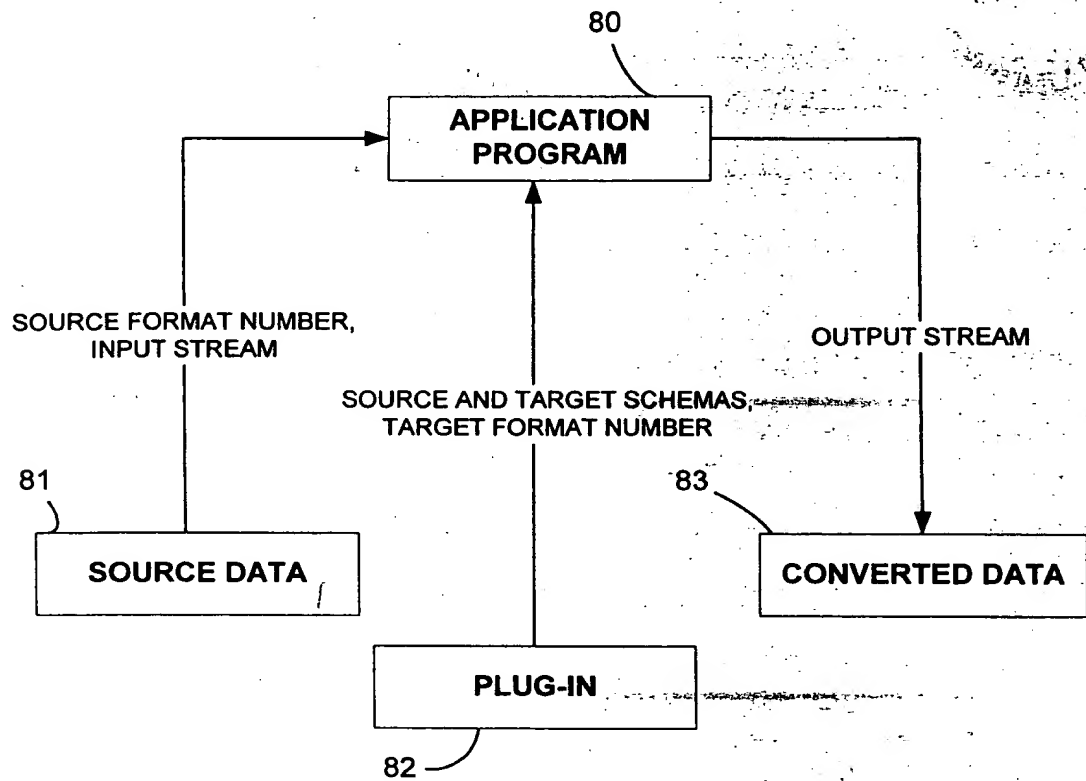 80
APPLICATION
PROGRAM
SOURCE FORMAT NUMBER,
INPUT STREAM
OUTPUT STREAM
SOURCE AND TARGET SCHEMAS,
TARGET FORMAT NUMBER
81
83
SOURCE DATA
CONVERTED DATA
PLUG-IN
82